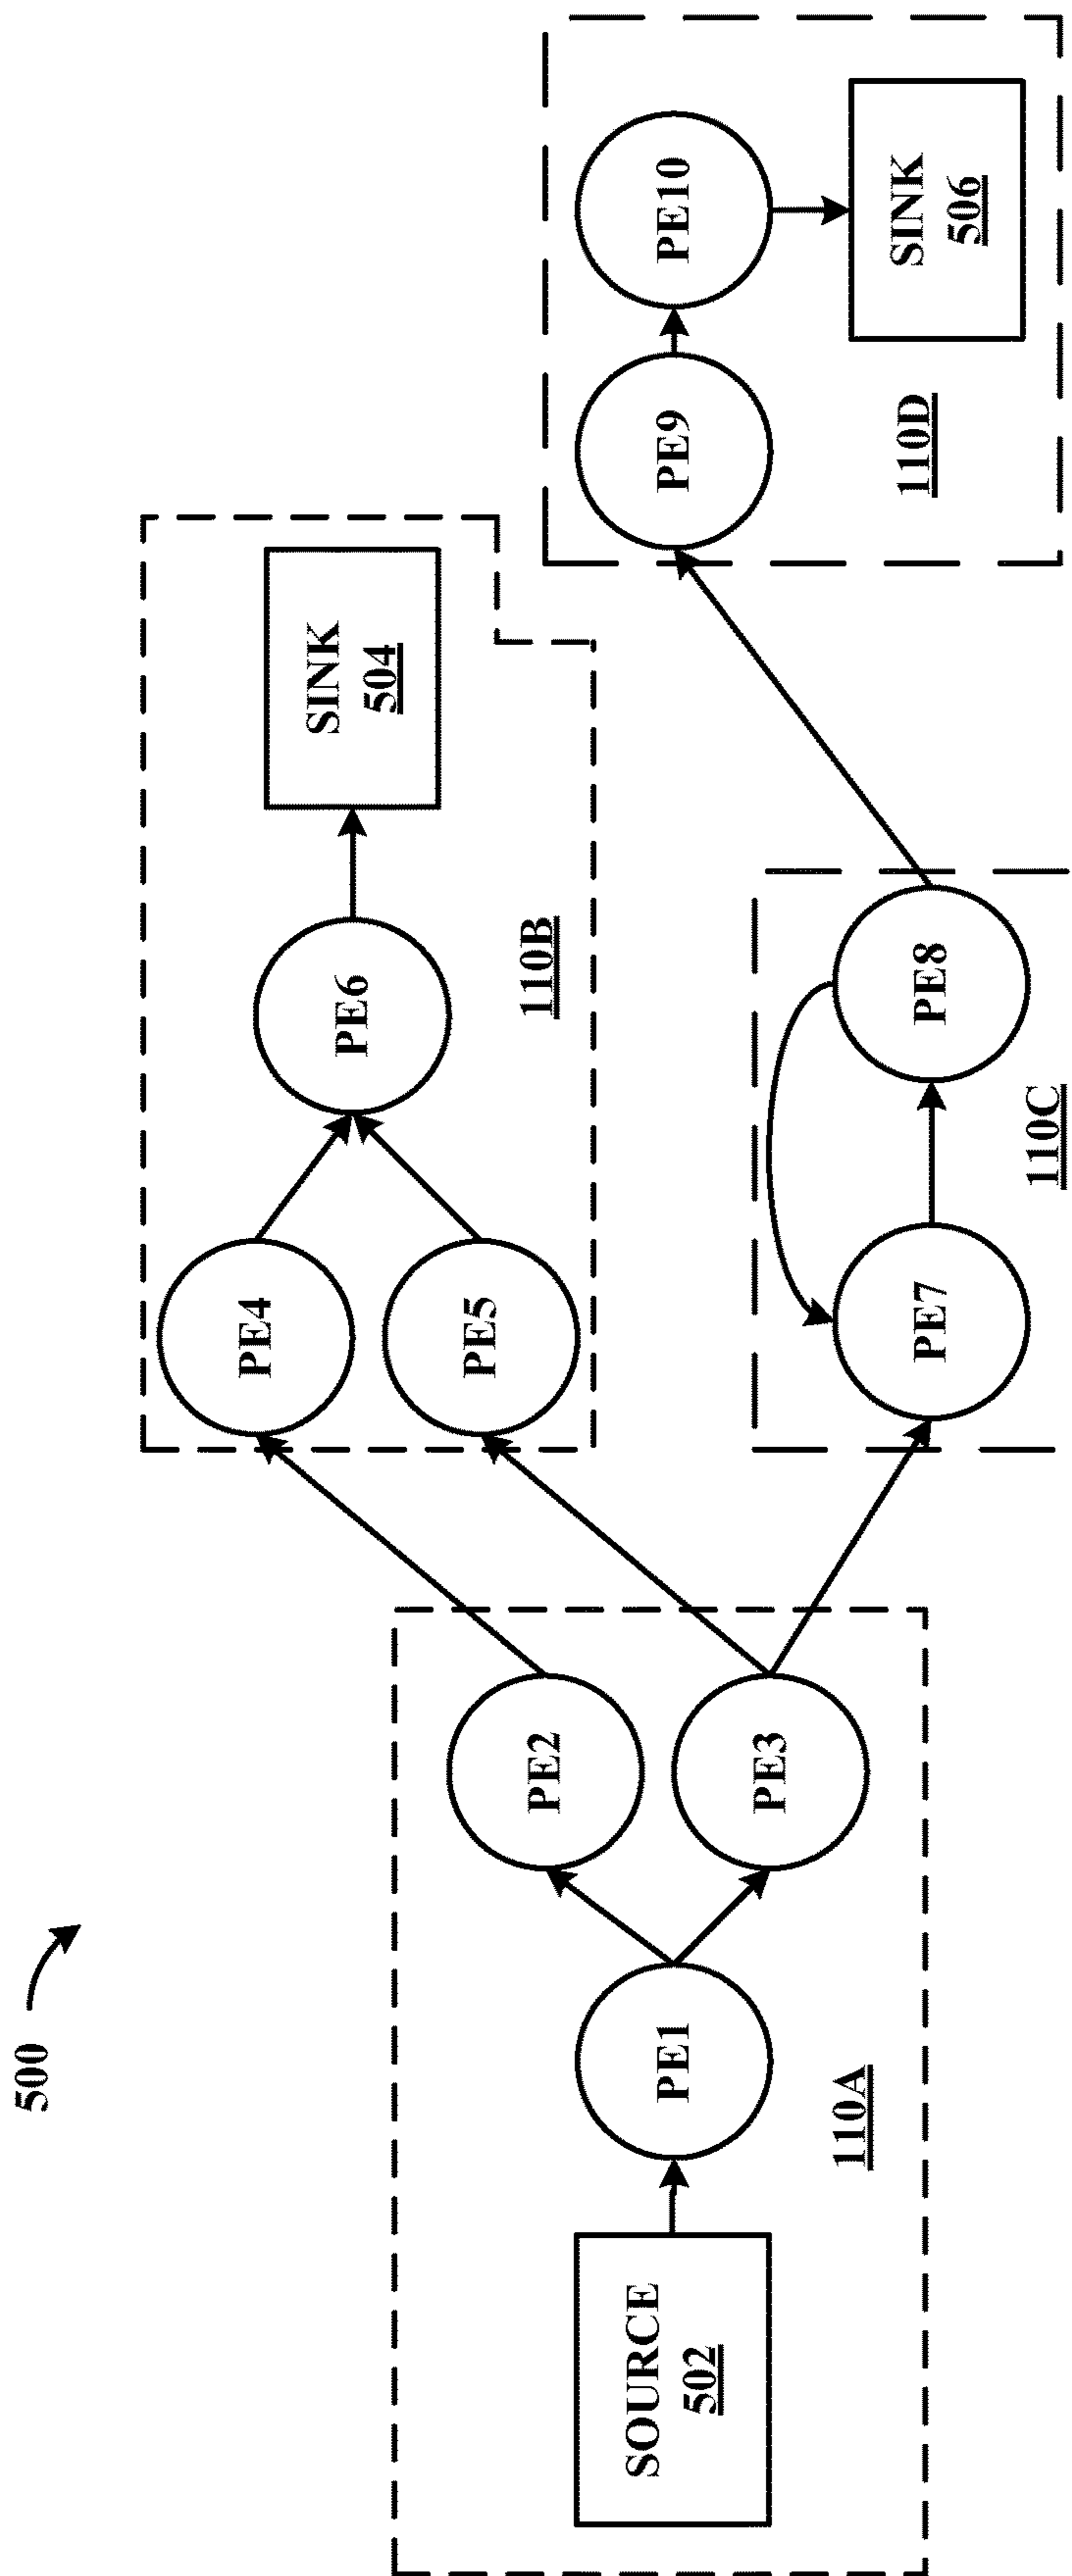 500
SOURCE
502
PE1
110A
PE2
PE3
PE4
PE5
PE6
SINK
504
110B
PE7
PE8
110C
PE9
PE10
SINK
506
110D